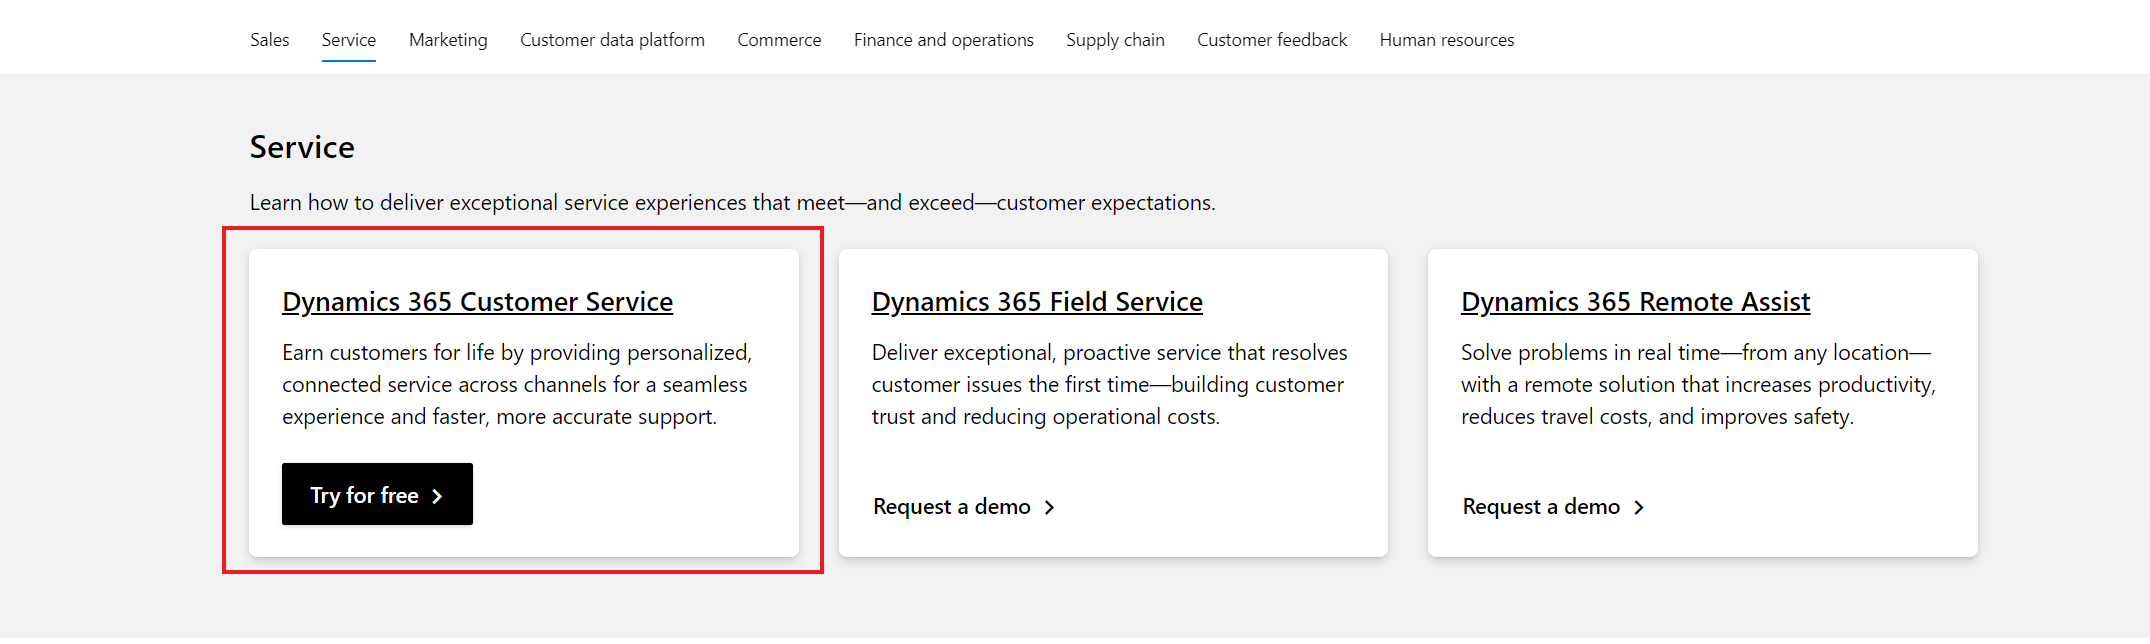 Sales Service Marketing Customer data platform Commerce Finance and operations Supply chain Customer feedback Human resources
Service
Learn how to deliver exceptional service experiences that meet—and exceed—customer expectations.
Dynamics 365 Customer Service
Earn customers for life by providing personalized,
connected service across channels for a seamless
experience and faster, more accurate support.
Try for free
Dynamics 365 Field Service
Deliver exceptional, proactive service that resolves
customer issues the first time—building customer
trust and reducing operational costs.
Request a demo
Dynamics 365 Remote Assist
Solve problems in real time—from any location—
with a remote solution that increases productivity,
reduces travel costs, and improves safety.
Request a demo